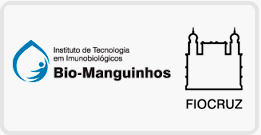 Instituto de Tecnologia
em Imunobiológicos
Bio-Manguinhos
FIOCRUZ